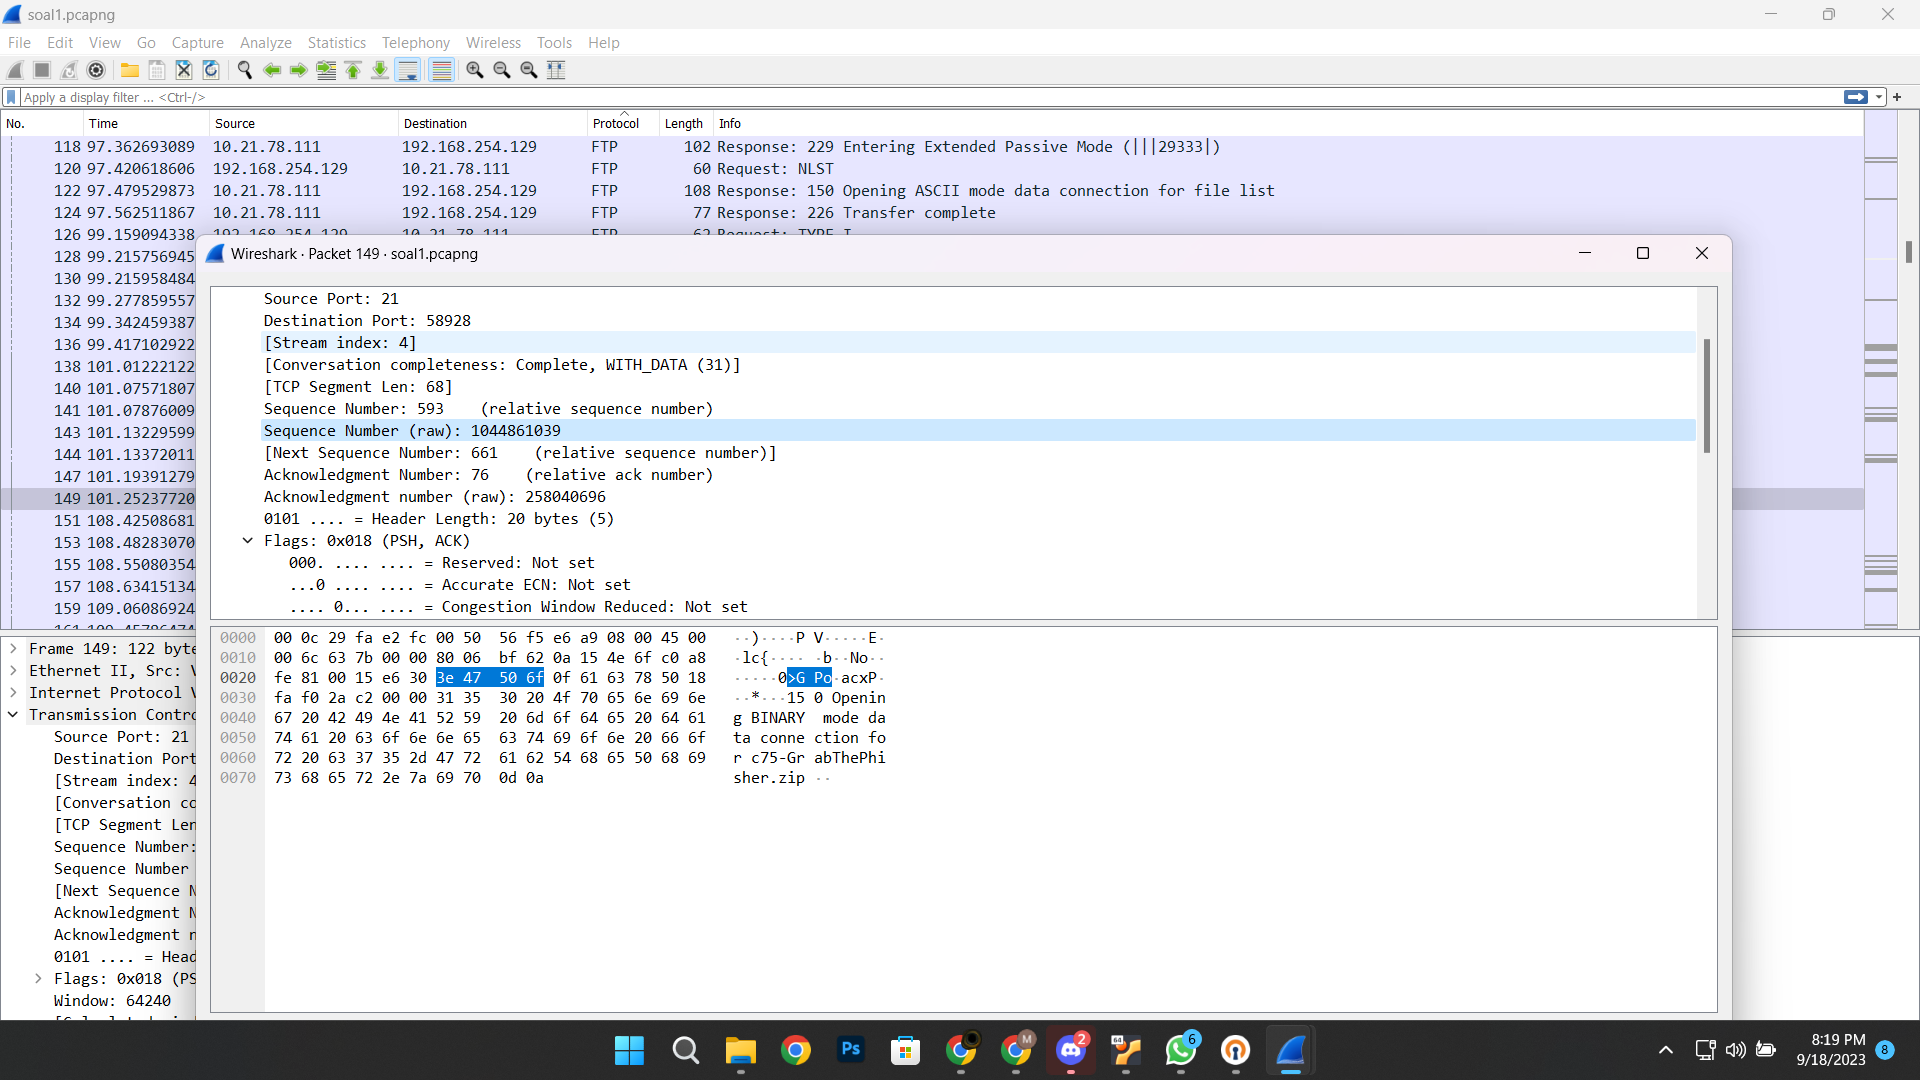 soal1.pcapng
File Edit View Go Capture Analyze Statistics Telephony Wireless Tools Help
Apply a display filter ... <Ctrl-/>
No. Time Source Destination Protocol Length Info
118 97.362693089 10.21.78.111 192.168.254.129 FTP 102 Response: 229 Entering Extended Passive Mode (|||29333|)
120 97.420618606 192.168.254.129 10.21.78.111 FTP 60 Request: NLST
122 97.479529873 10.21.78.111 192.168.254.129 FTP 108 Response: 150 Opening ASCII mode data connection for file list
124 97.562511867 10.21.78.111 192.168.254.129 FTP 77 Response: 226 Transfer complete
126 99.159094338 192.168.254.129 10.21.78.111 FTP 62 Request: TYPE I
128 99.215756945
130 99.215958484
132 99.277859557
134 99.342459387
136 99.417102922
138 101.01222122
140 101.07571807
141 101.07876009
143 101.13229599
144 101.13372011
147 101.19391279
149 101.25237720
151 108.42508681
153 108.48283070
155 108.55080354
157 108.63415134
159 109.06086924
Wireshark · Packet 149 · soal1.pcapng
Source Port: 21
Destination Port: 58928
[Stream index: 4]
[Conversation completeness: Complete, WITH_DATA (31)]
[TCP Segment Len: 68]
Sequence Number: 593 (relative sequence number)
Sequence Number (raw): 1044861039
[Next Sequence Number: 661 (relative sequence number)]
Acknowledgment Number: 76 (relative ack number)
Acknowledgment number (raw): 258040696
0101 .... = Header Length: 20 bytes (5)
Flags: 0x018 (PSH, ACK)
000. .... .... = Reserved: Not set
...0 .... .... = Accurate ECN: Not set
.... 0... .... = Congestion Window Reduced: Not set
0000 00 0c 29 fa e2 fc 00 50 56 f5 e6 a9 08 00 45 00 ··)····P V·····E·
0010 00 6c 63 7b 00 00 80 06 bf 62 0a 15 4e 6f c0 a8 ·lc{···· ·b··No··
0020 fe 81 00 15 e6 30 3e 47 50 6f 0f 61 63 78 50 18 ·····0>G Po·acxP·
0030 fa f0 2a c2 00 00 31 35 30 20 4f 70 65 6e 69 6e ··*···15 0 Openin
0040 67 20 42 49 4e 41 52 59 20 6d 6f 64 65 20 64 61 g BINARY mode da
0050 74 61 20 63 6f 6e 6e 65 63 74 69 6f 6e 20 66 6f ta conne ction fo
0060 72 20 63 37 35 2d 47 72 61 62 54 68 65 50 68 69 r c75-Gr abThePhi
0070 73 68 65 72 2e 7a 69 70 0d 0a sher.zip ··
Frame 149: 122 byte
Ethernet II, Src: V
Internet Protocol V
Transmission Contro
Source Port: 21
Destination Por
[Stream index: 4
[Conversation co
[TCP Segment Len
Sequence Number:
Sequence Number
[Next Sequence N
Acknowledgment N
Acknowledgment n
0101 .... = Head
Flags: 0x018 (PS
Window: 64240
Ps
M
2
64
6
8:19 PM
9/18/2023
8